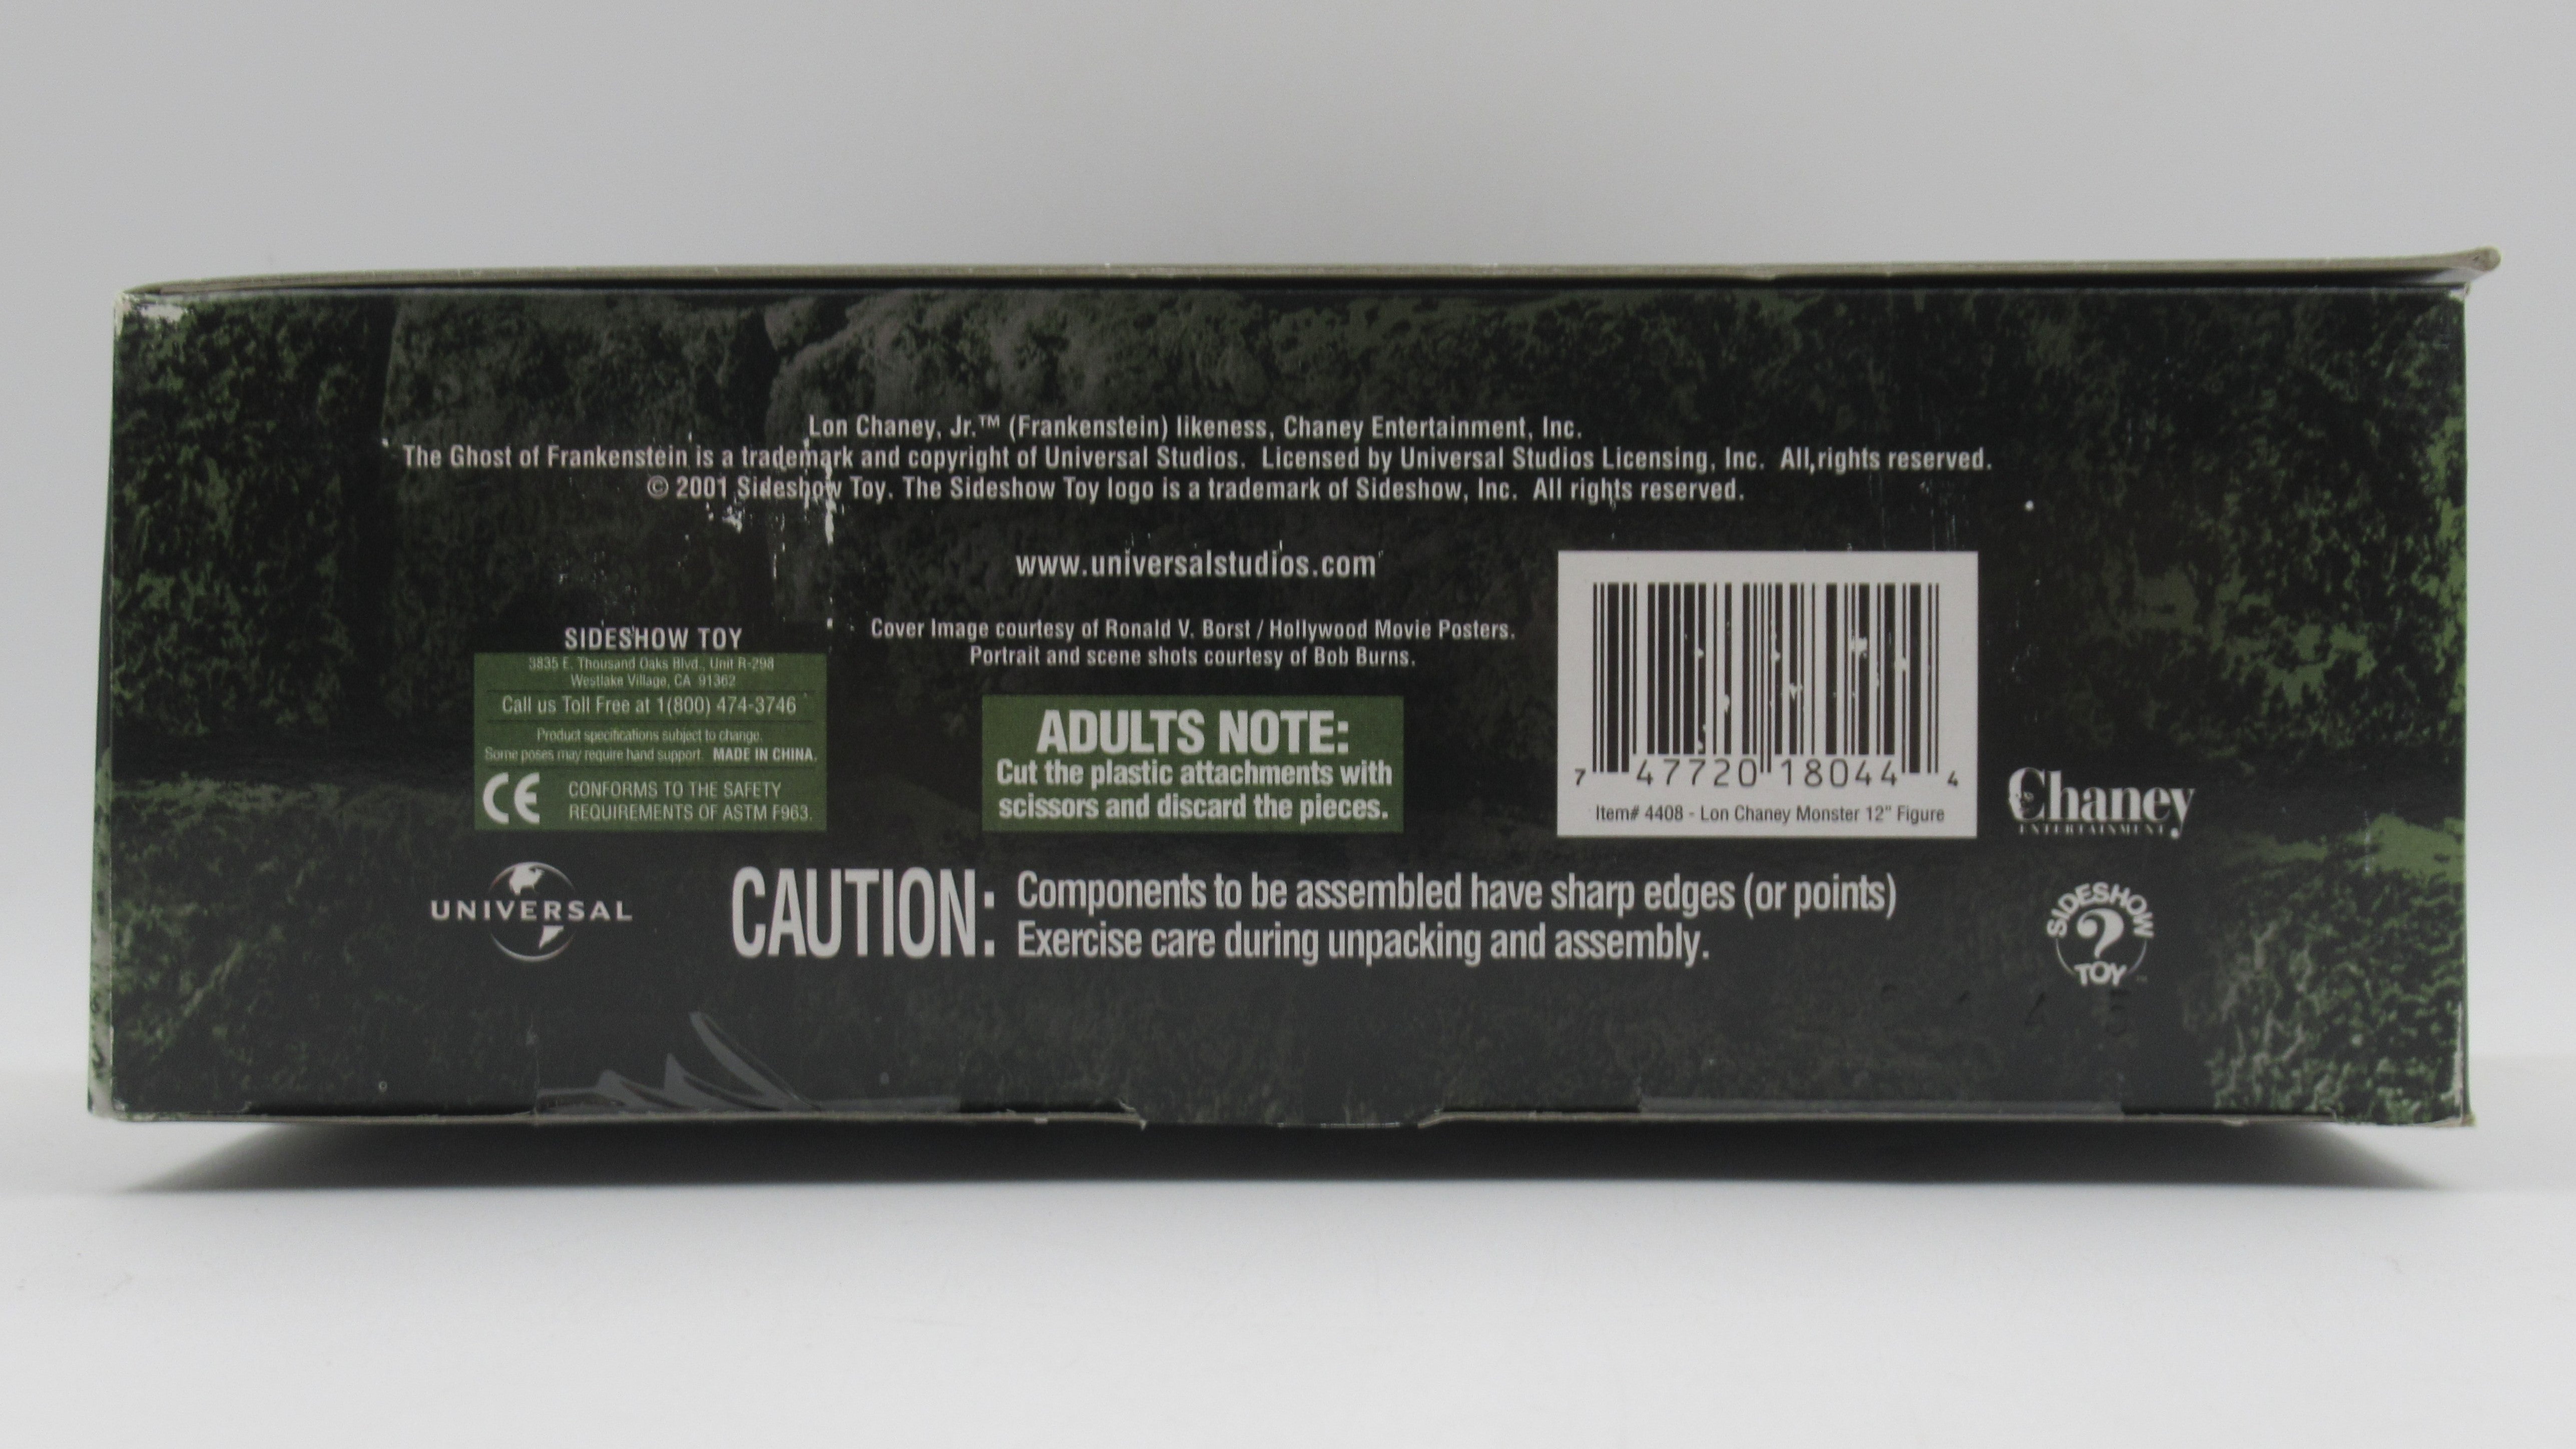 Lon Chaney, Jr.™ (Frankenstein) likeness, Chaney Entertainment, Inc.
The Ghost of Frankenstein is a trademark and copyright of Universal Studios. Licensed by Universal Studios Licensing, Inc. All rights reserved.
© 2001 Sideshow Toy. The Sideshow Toy logo is a trademark of Sideshow, Inc. All rights reserved.
www.universalstudios.com
Cover Image courtesy of Ronald V. Borst / Hollywood Movie Posters.
Portrait and scene shots courtesy of Bob Burns.
SIDESHOW TOY
3835 E. Thousand Oaks Blvd., Unit R-298
Westlake Village, CA 91362
Call us Toll Free at 1(800) 474-3746
Product specifications subject to change.
Some poses may require hand support. MADE IN CHINA.
CE CONFORMS TO THE SAFETY
REQUIREMENTS OF ASTM F963.
ADULTS NOTE:
Cut the plastic attachments with
scissors and discard the pieces.
7 47720 18044 4
Item# 4408 - Lon Chaney Monster 12" Figure
Chaney
ENTERTAINMENT
UNIVERSAL
CAUTION: Components to be assembled have sharp edges (or points)
Exercise care during unpacking and assembly.
SIDESHOW
?
TOY